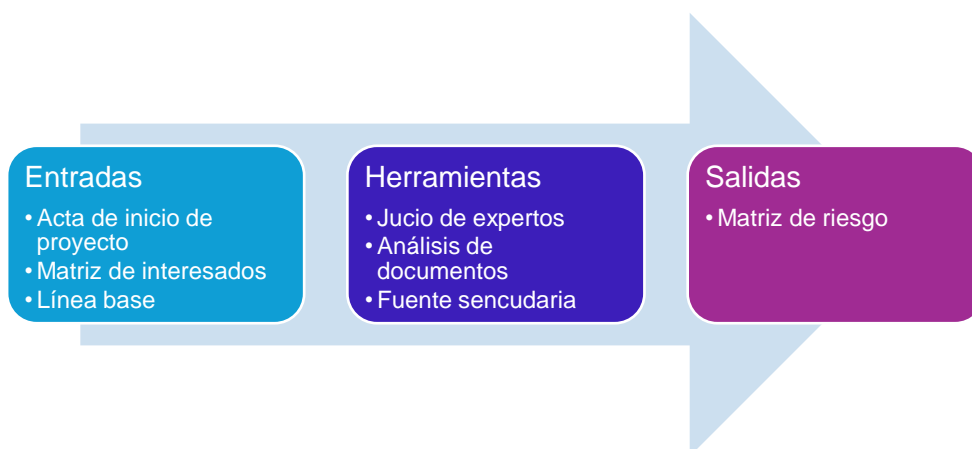 Entradas
• Acta de inicio de
proyecto
• Matriz de interesados
• Línea base
Herramientas
• Jucio de expertos
• Análisis de
documentos
• Fuente sencudaria
Salidas
• Matriz de riesgo